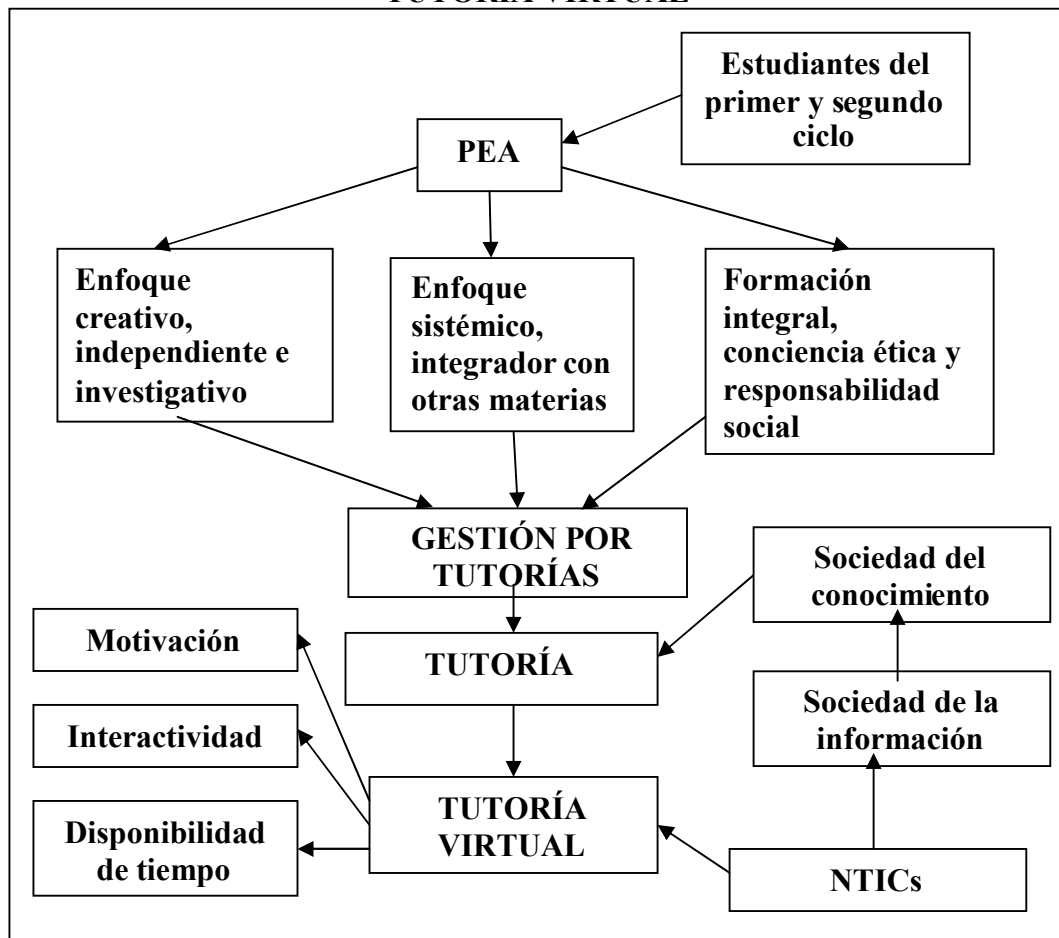 TUTORÍA VIRTUAL
Estudiantes del
primer y segundo
ciclo
PEA
Enfoque
creativo,
independiente e
investigativo
Enfoque
sistémico,
integrador con
otras materias
Formación
integral,
conciencia ética y
responsabilidad
social
GESTIÓN POR
TUTORÍAS
Sociedad del
conocimiento
Motivación
TUTORÍA
Sociedad de la
información
Interactividad
TUTORÍA
VIRTUAL
Disponibilidad
de tiempo
NTICs